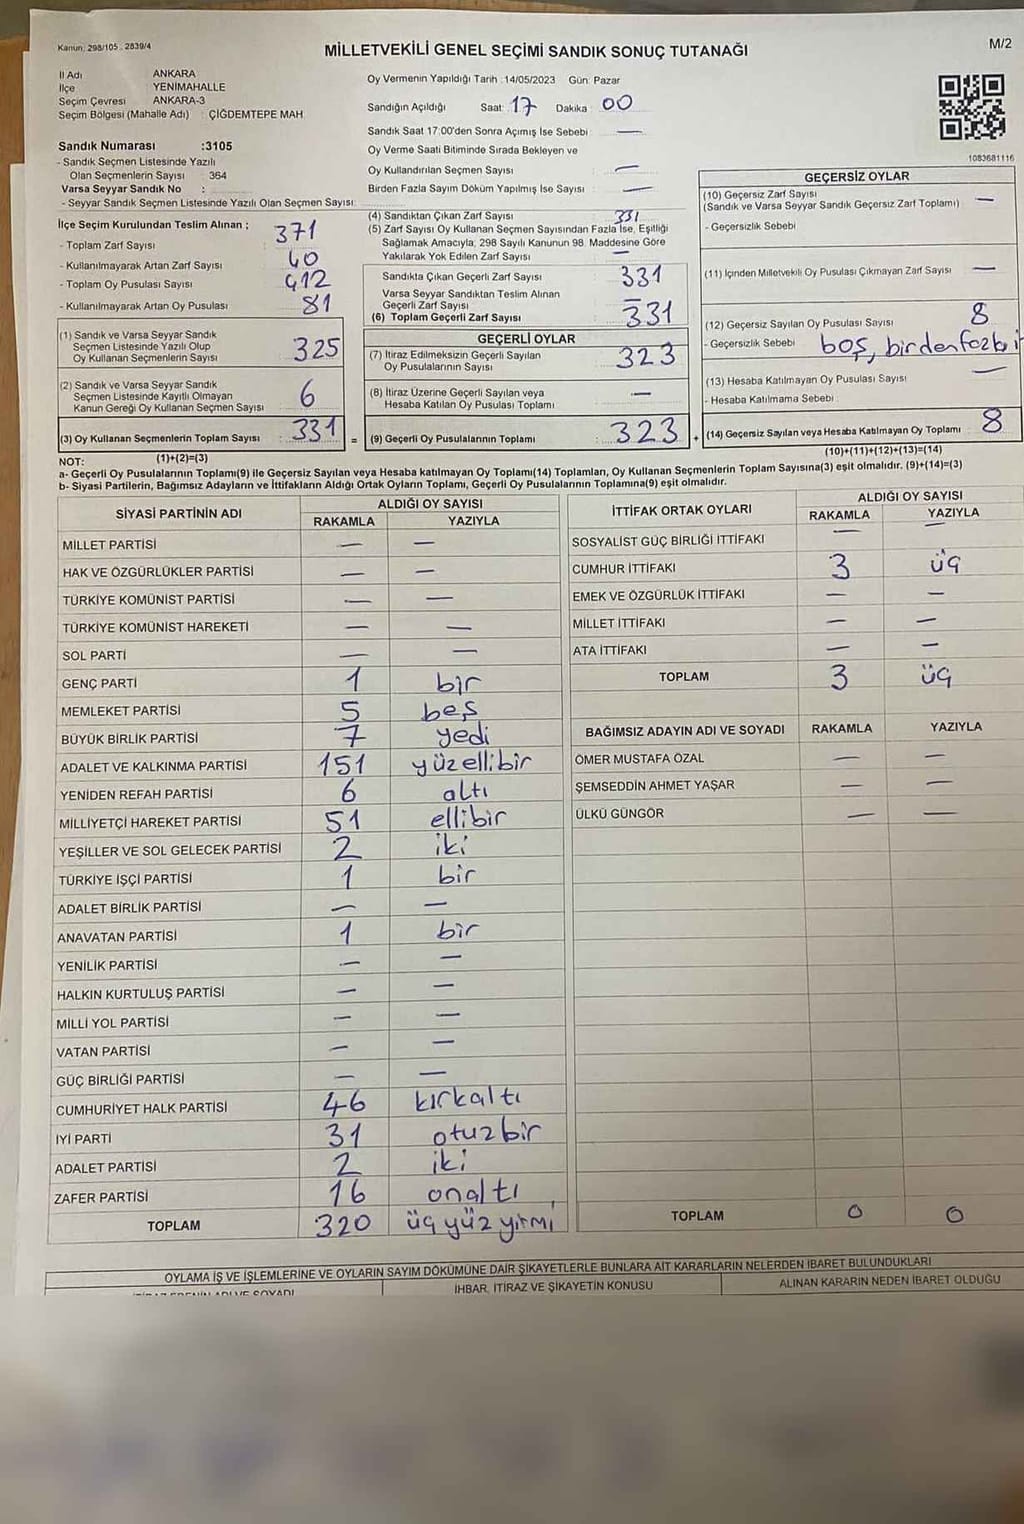 Kanun: 298/105 . 2839/4
MİLLETVEKİLİ GENEL SEÇİMİ SANDIK SONUÇ TUTANAĞI
M/2
İl Adı ANKARA
İlçe YENİMAHALLE
Seçim Çevresi ANKARA-3
Seçim Bölgesi (Mahalle Adı) : ÇİĞDEMTEPE MAH.
Sandık Numarası :3105
- Sandık Seçmen Listesinde Yazılı
Olan Seçmenlerin Sayısı : 364
Varsa Seyyar Sandık No :
- Seyyar Sandık Seçmen Listesinde Yazılı Olan Seçmen Sayısı:
İlçe Seçim Kurulundan Teslim Alınan ;
- Toplam Zarf Sayısı : 371
- Kullanılmayarak Artan Zarf Sayısı : 40
- Toplam Oy Pusulası Sayısı : 412
- Kullanılmayarak Artan Oy Pusulası : 81
(1) Sandık ve Varsa Seyyar Sandık
Seçmen Listesinde Yazılı Olup
Oy Kullanan Seçmenlerin Sayısı : 325
(2) Sandık ve Varsa Seyyar Sandık
Seçmen Listesinde Kayıtlı Olmayan
Kanun Gereği Oy Kullanan Seçmen Sayısı : 6
(3) Oy Kullanan Seçmenlerin Toplam Sayısı : 331 =
(1)+(2)=(3)
Oy Vermenin Yapıldığı Tarih :14/05/2023 Gün: Pazar
Sandığın Açıldığı Saat: 17 Dakika : 00
Sandık Saat 17:00'den Sonra Açımış İse Sebebi : —
Oy Verme Saati Bitiminde Sırada Bekleyen ve
Oy Kullandırılan Seçmen Sayısı : —
Birden Fazla Sayım Döküm Yapılmış İse Sayısı : —
(4) Sandıktan Çıkan Zarf Sayısı : 331
(5) Zarf Sayısı Oy Kullanan Seçmen Sayısından Fazla İse, Eşitliği
Sağlamak Amacıyla, 298 Sayılı Kanunun 98. Maddesine Göre
Yakılarak Yok Edilen Zarf Sayısı : —
Sandıkta Çıkan Geçerli Zarf Sayısı : 331
Varsa Seyyar Sandıktan Teslim Alınan
Geçerli Zarf Sayısı : —
(6) Toplam Geçerli Zarf Sayısı : 331
GEÇERLİ OYLAR
(7) İtiraz Edilmeksizin Geçerli Sayılan
Oy Pusulalarının Sayısı : 323
(8) İtiraz Üzerine Geçerli Sayılan veya
Hesaba Katılan Oy Pusulası Toplamı : —
(9) Geçerli Oy Pusulalarının Toplamı : 323 +
1083681116
GEÇERSİZ OYLAR
(10) Geçersiz Zarf Sayısı
(Sandık ve Varsa Seyyar Sandık Geçersiz Zarf Toplamı) —
- Geçersizlik Sebebi
(11) İçinden Milletvekili Oy Pusulası Çıkmayan Zarf Sayısı —
(12) Geçersiz Sayılan Oy Pusulası Sayısı 8
- Geçersizlik Sebebi : boş,
(13) Hesaba Katılmayan Oy Pusulası Sayısı —
- Hesaba Katılmama Sebebi
(14) Geçersiz Sayılan veya Hesaba Katılmayan Oy Toplamı : 8
(10)+(11)+(12)+(13)=(14)
NOT:
a- Geçerli Oy Pusulalarının Toplamı(9) ile Geçersiz Sayılan veya Hesaba katılmayan Oy Toplamı(14) Toplamları, Oy Kullanan Seçmenlerin Toplam Sayısına(3) eşit olmalıdır. (9)+(14)=(3)
b- Siyasi Partilerin, Bağımsız Adayların ve İttifakların Aldığı Ortak Oyların Toplamı, Geçerli Oy Pusulalarının Toplamına(9) eşit olmalıdır.
SİYASİ PARTİNİN ADI ALDIĞI OY SAYISI
RAKAMLA YAZIYLA
MİLLET PARTİSİ — —
HAK VE ÖZGÜRLÜKLER PARTİSİ — —
TÜRKİYE KOMÜNİST PARTİSİ — —
TÜRKİYE KOMÜNİST HAREKETİ — —
SOL PARTİ — —
GENÇ PARTİ 1 bir
MEMLEKET PARTİSİ 5 beş
BÜYÜK BİRLİK PARTİSİ 7 yedi
ADALET VE KALKINMA PARTİSİ 151 yüzellibir
YENİDEN REFAH PARTİSİ 6 altı
MİLLİYETÇİ HAREKET PARTİSİ 51 ellibir
YEŞİLLER VE SOL GELECEK PARTİSİ 2 iki
TÜRKİYE İŞÇİ PARTİSİ 1 bir
ADALET BİRLİK PARTİSİ — —
ANAVATAN PARTİSİ 1 bir
YENİLİK PARTİSİ — —
HALKIN KURTULUŞ PARTİSİ — —
MİLLİ YOL PARTİSİ — —
VATAN PARTİSİ — —
GÜÇ BİRLİĞİ PARTİSİ — —
CUMHURİYET HALK PARTİSİ 46 kırkaltı
İYİ PARTİ 31 otuzbir
ADALET PARTİSİ 2 iki
ZAFER PARTİSİ 16 onaltı
TOPLAM 320 üçyüzyirmi
İTTİFAK ORTAK OYLARI ALDIĞI OY SAYISI
RAKAMLA YAZIYLA
SOSYALİST GÜÇ BİRLİĞİ İTTİFAKI — —
CUMHUR İTTİFAKI 3 üç
EMEK VE ÖZGÜRLÜK İTTİFAKI — —
MİLLET İTTİFAKI — —
ATA İTTİFAKI — —
TOPLAM 3 üç
BAĞIMSIZ ADAYIN ADI VE SOYADI RAKAMLA YAZIYLA
ÖMER MUSTAFA ÖZAL — —
ŞEMSEDDİN AHMET YAŞAR — —
ÜLKÜ GÜNGÖR — —
TOPLAM 0 0
OYLAMA İŞ VE İŞLEMLERİNE VE OYLARIN SAYIM DÖKÜMÜNE DAİR ŞİKAYETLERLE BUNLARA AİT KARARLARIN NELERDEN İBARET BULUNDUKLARI
İHBAR, İTİRAZ VE ŞİKAYETİN KONUSU
ALINAN KARARIN NEDEN İBARET OLDUĞU